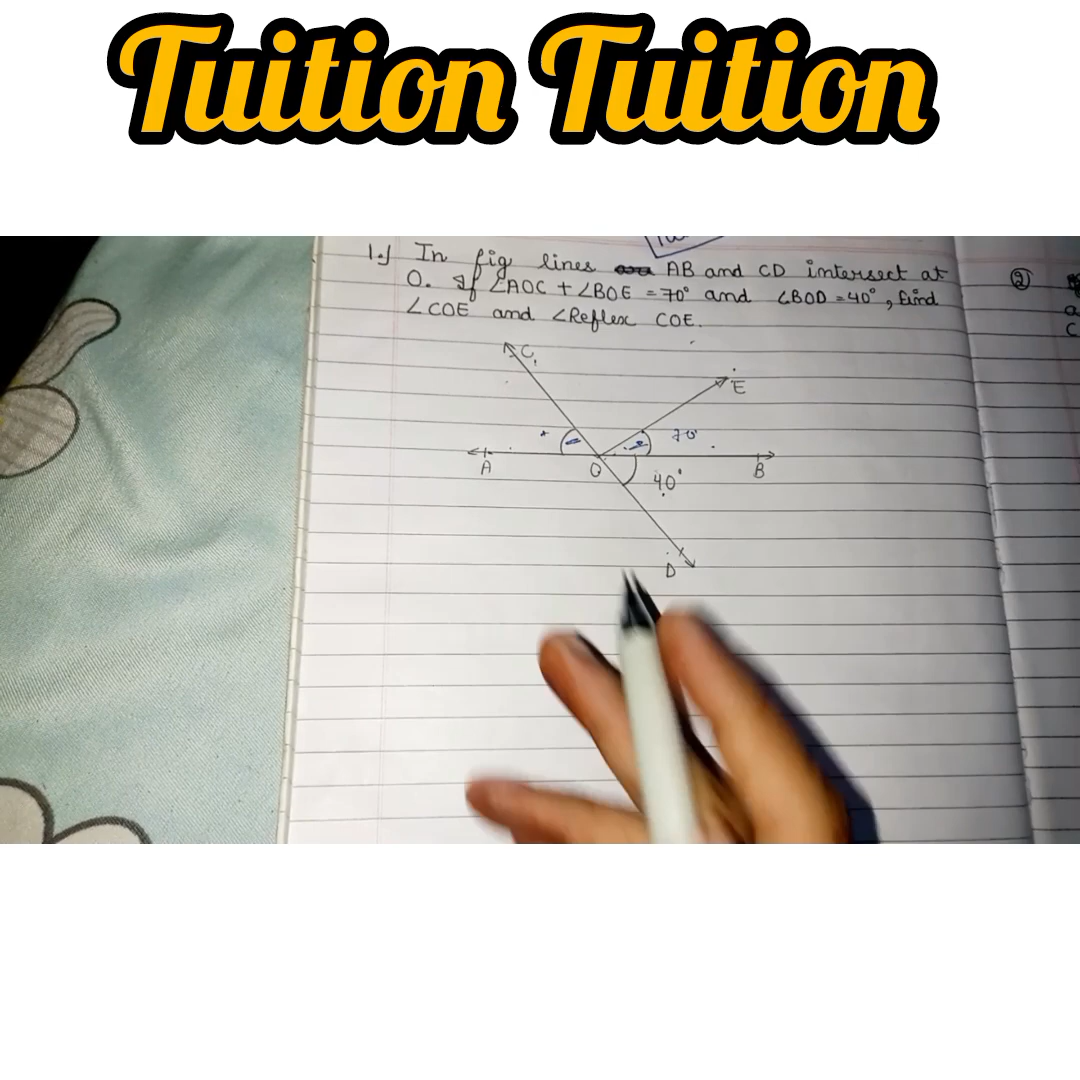 Tuition Tuition
1.) In fig lines AB and CD intersect at
O. If ∠AOC + ∠BOE = 70° and ∠BOD = 40°, find
∠COE and ∠Reflex COE.
C
E
70°
A
O
40°
B
D
2
a
C